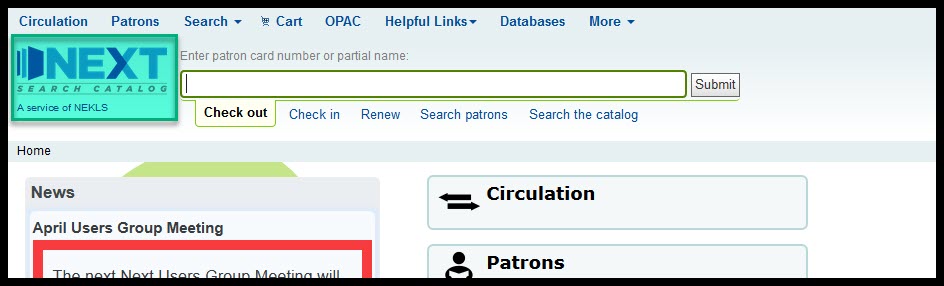 Circulation Patrons Search Cart OPAC Helpful Links Databases More
NEXT
SEARCH CATALOG
A service of NEKLS
Enter patron card number or partial name:
Submit
Check out Check in Renew Search patrons Search the catalog
Home
News
April Users Group Meeting
The next Next Users Group Meeting will
Circulation
Patrons